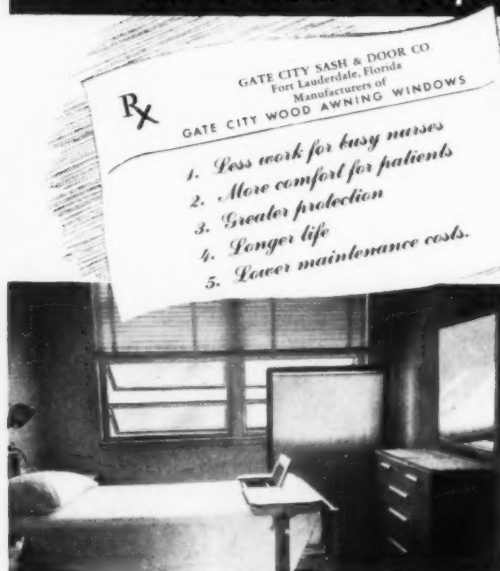 Rx
GATE CITY SASH & DOOR CO.
Fort Lauderdale, Florida
Manufacturers of
GATE CITY WOOD AWNING WINDOWS
1. Less work for busy nurses
2. More comfort for patients
3. Greater protection
4. Longer life
5. Lower maintenance costs.